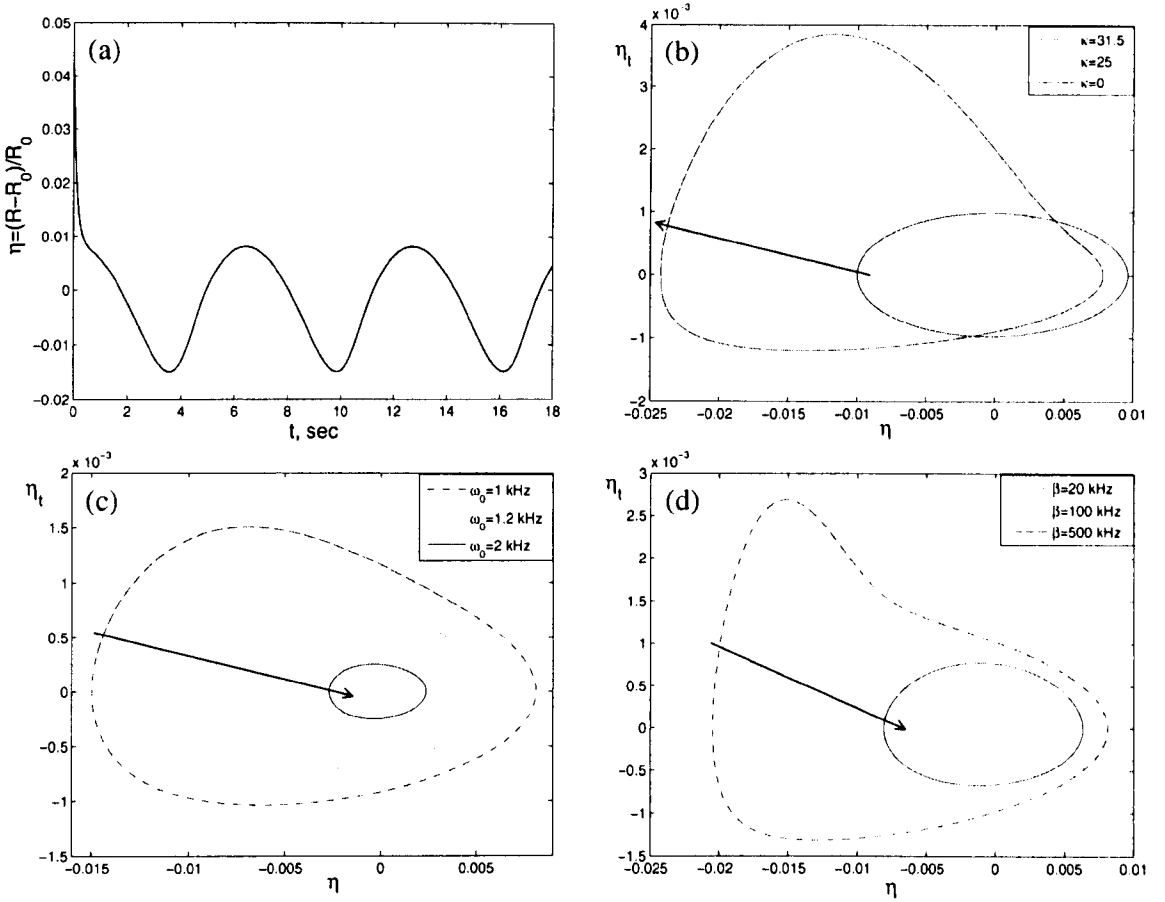 (a)
η=(R−R₀)/R₀
0.05
0.04
0.03
0.02
0.01
0
−0.01
−0.02
0 2 4 6 8 10 12 14 16 18
t, sec
x 10⁻³
(b)
ηₜ
4
3
2
1
0
−1
−2
κ=31.5
κ=25
κ=0
−0.025 −0.02 −0.015 −0.01 −0.005 0 0.005 0.01
η
x 10⁻³
(c)
ηₜ
2
1.5
1
0.5
0
−0.5
−1
−1.5
ω₀=1 kHz
ω₀=1.2 kHz
ω₀=2 kHz
−0.015 −0.01 −0.005 0 0.005
η
x 10⁻³
(d)
ηₜ
3
2.5
2
1.5
1
0.5
0
−0.5
−1
−1.5
β=20 kHz
β=100 kHz
β=500 kHz
−0.025 −0.02 −0.015 −0.01 −0.005 0 0.005 0.01
η